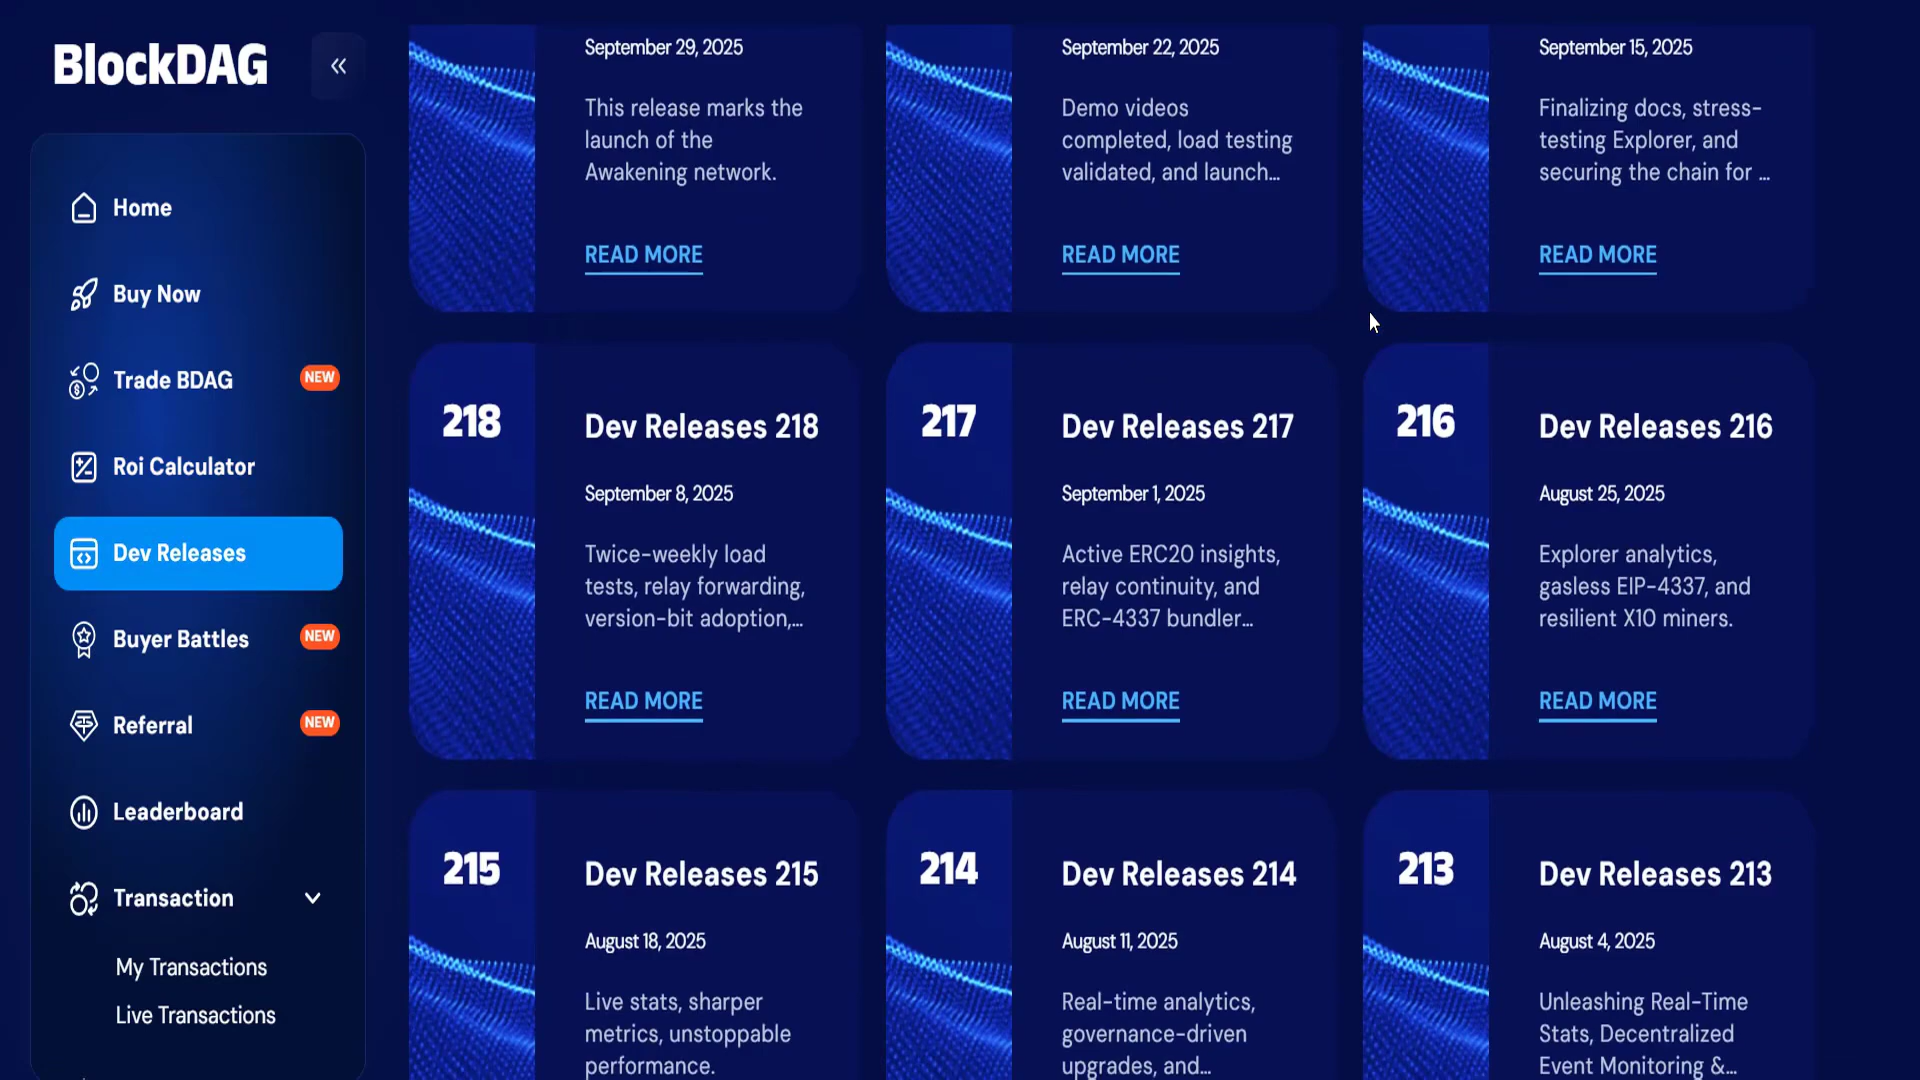 BlockDAG
«
Home
Buy Now
Trade BDAG
NEW
Roi Calculator
Dev Releases
Buyer Battles
NEW
Referral
NEW
Leaderboard
Transaction
My Transactions
Live Transactions
September 29, 2025
This release marks the
launch of the
Awakening network.
READ MORE
September 22, 2025
Demo videos
completed, load testing
validated, and launch...
READ MORE
September 15, 2025
Finalizing docs, stress-
testing Explorer, and
securing the chain for ...
READ MORE
218
Dev Releases 218
September 8, 2025
Twice-weekly load
tests, relay forwarding,
version-bit adoption,...
READ MORE
217
Dev Releases 217
September 1, 2025
Active ERC20 insights,
relay continuity, and
ERC-4337 bundler...
READ MORE
216
Dev Releases 216
August 25, 2025
Explorer analytics,
gasless EIP-4337, and
resilient X10 miners.
READ MORE
215
Dev Releases 215
August 18, 2025
Live stats, sharper
metrics, unstoppable
performance.
214
Dev Releases 214
August 11, 2025
Real-time analytics,
governance-driven
upgrades, and...
213
Dev Releases 213
August 4, 2025
Unleashing Real-Time
Stats, Decentralized
Event Monitoring &...